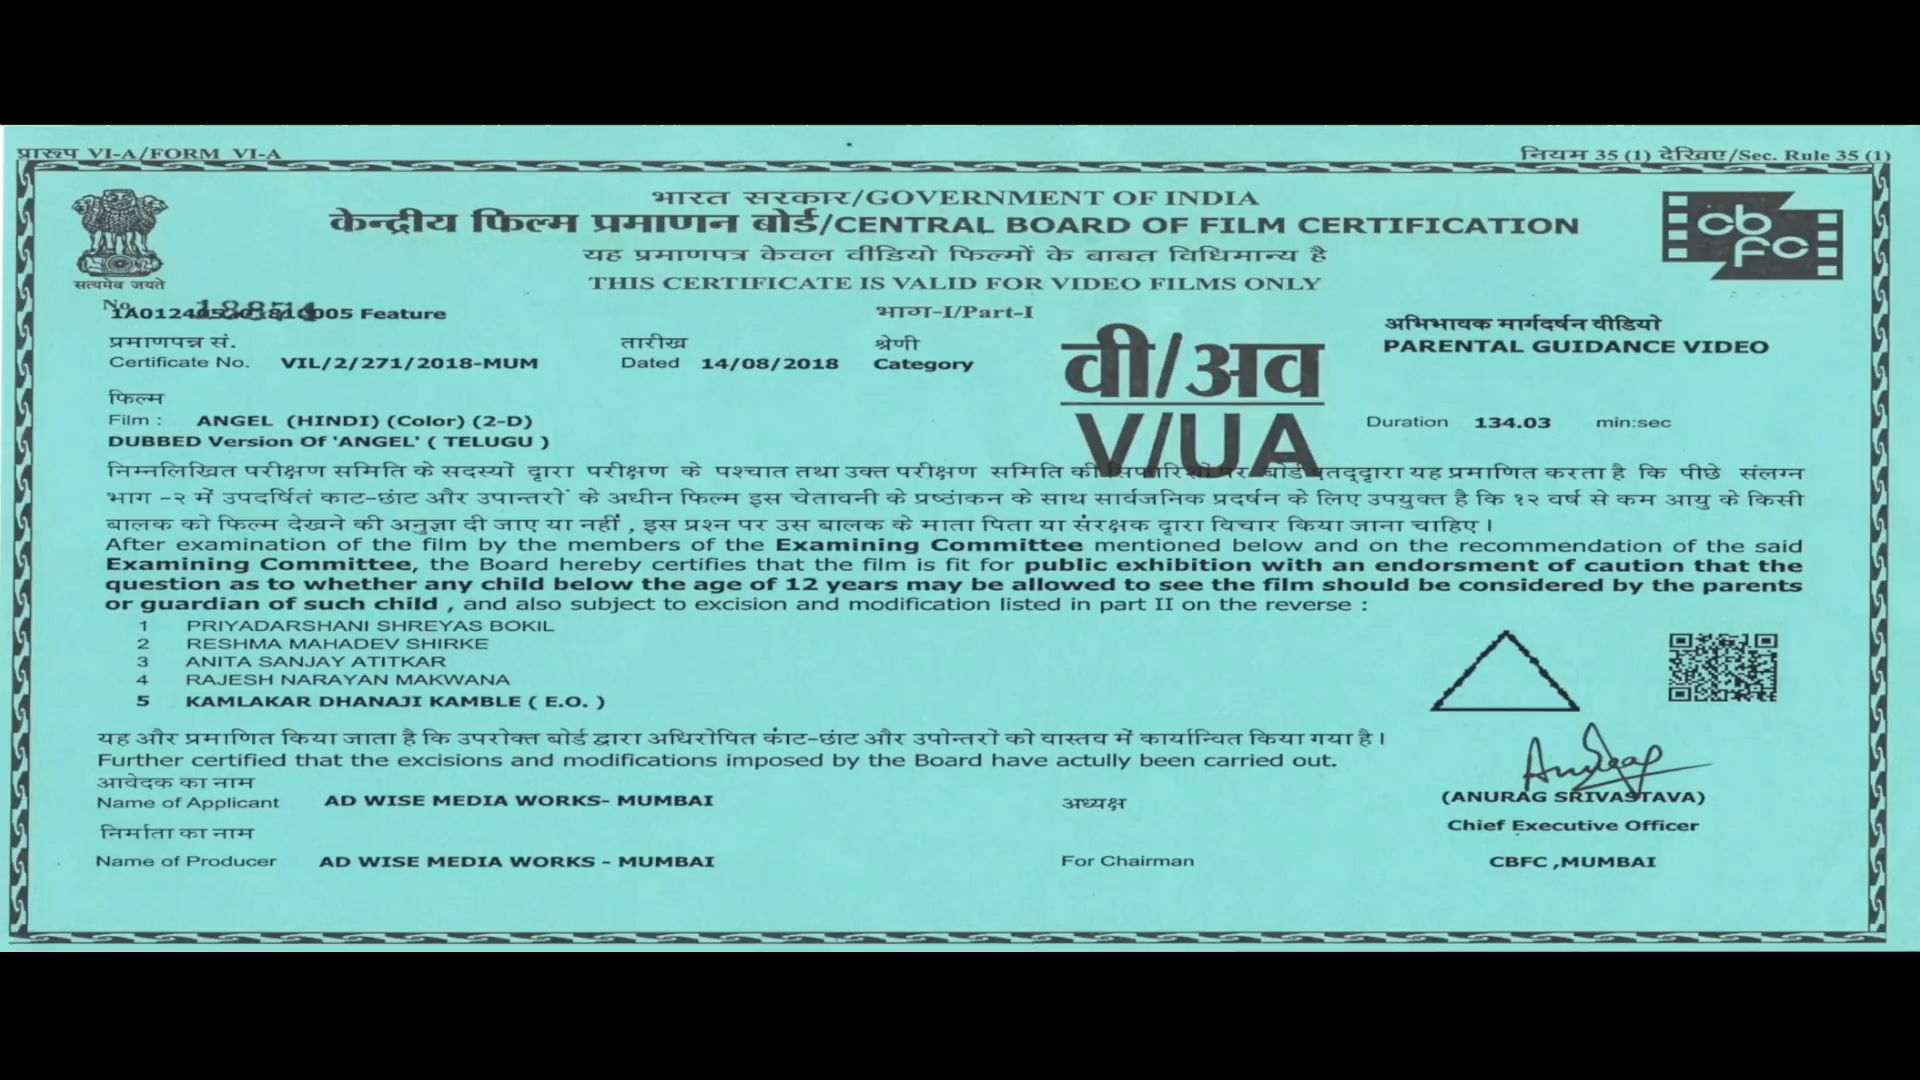 प्रारूप VI-A/FORM VI-A
नियम 35 (1) देखिए/Sec. Rule 35 (1)
भारत सरकार/GOVERNMENT OF INDIA
केन्द्रीय फिल्म प्रमाणन बोर्ड/CENTRAL BOARD OF FILM CERTIFICATION
cbfc
यह प्रमाणपत्र केवल वीडियो फिल्मों के बाबत विधिमान्य है
THIS CERTIFICATE IS VALID FOR VIDEO FILMS ONLY
सत्यमेव जयते
No. Feature
भाग-I/Part-I
अभिभावक मार्गदर्षन वीडियो
PARENTAL GUIDANCE VIDEO
प्रमाणपत्र सं. तारीख श्रेणी
Certificate No. VIL/2/271/2018-MUM Dated 14/08/2018 Category
वी/अव
V/UA
फिल्म
Film : ANGEL (HINDI) (Color) (2-D)
Duration 134.03 min:sec
DUBBED Version Of 'ANGEL' ( TELUGU )
निम्नलिखित परीक्षण समिति के सदस्यों द्वारा परीक्षण के पश्चात तथा उक्त परीक्षण समिति की सिफारिशों पर बोर्ड एतद्द्वारा यह प्रमाणित करता है कि पीछे संलग्न
भाग -२ में उपदर्षित काट-छांट और उपान्तरों के अधीन फिल्म इस चेतावनी के प्रष्ठांकन के साथ सार्वजनिक प्रदर्षन के लिए उपयुक्त है कि १२ वर्ष से कम आयु के किसी
बालक को फिल्म देखने की अनुज्ञा दी जाए या नहीं , इस प्रश्न पर उस बालक के माता पिता या संरक्षक द्वारा विचार किया जाना चाहिए ।
After examination of the film by the members of the Examining Committee mentioned below and on the recommendation of the said
Examining Committee, the Board hereby certifies that the film is fit for public exhibition with an endorsment of caution that the
question as to whether any child below the age of 12 years may be allowed to see the film should be considered by the parents
or guardian of such child , and also subject to excision and modification listed in part II on the reverse :
1 PRIYADARSHANI SHREYAS BOKIL
2 RESHMA MAHADEV SHIRKE
3 ANITA SANJAY ATITKAR
4 RAJESH NARAYAN MAKWANA
5 KAMLAKAR DHANAJI KAMBLE ( E.O. )
यह और प्रमाणित किया जाता है कि उपरोक्त बोर्ड द्वारा अधिरोपित कांट-छांट और उपोन्तरों को वास्तव में कार्यान्वित किया गया है ।
Further certified that the excisions and modifications imposed by the Board have actully been carried out.
आवेदक का नाम
Name of Applicant AD WISE MEDIA WORKS- MUMBAI
अध्यक्ष
(ANURAG SRIVASTAVA)
Chief Executive Officer
निर्माता का नाम
Name of Producer AD WISE MEDIA WORKS - MUMBAI
For Chairman
CBFC ,MUMBAI